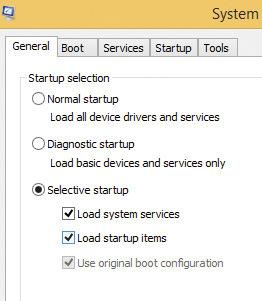 System
General Boot Services Startup Tools
Startup selection
Normal startup
Load all device drivers and services
Diagnostic startup
Load basic devices and services only
Selective startup
Load system services
Load startup items
Use original boot configuration